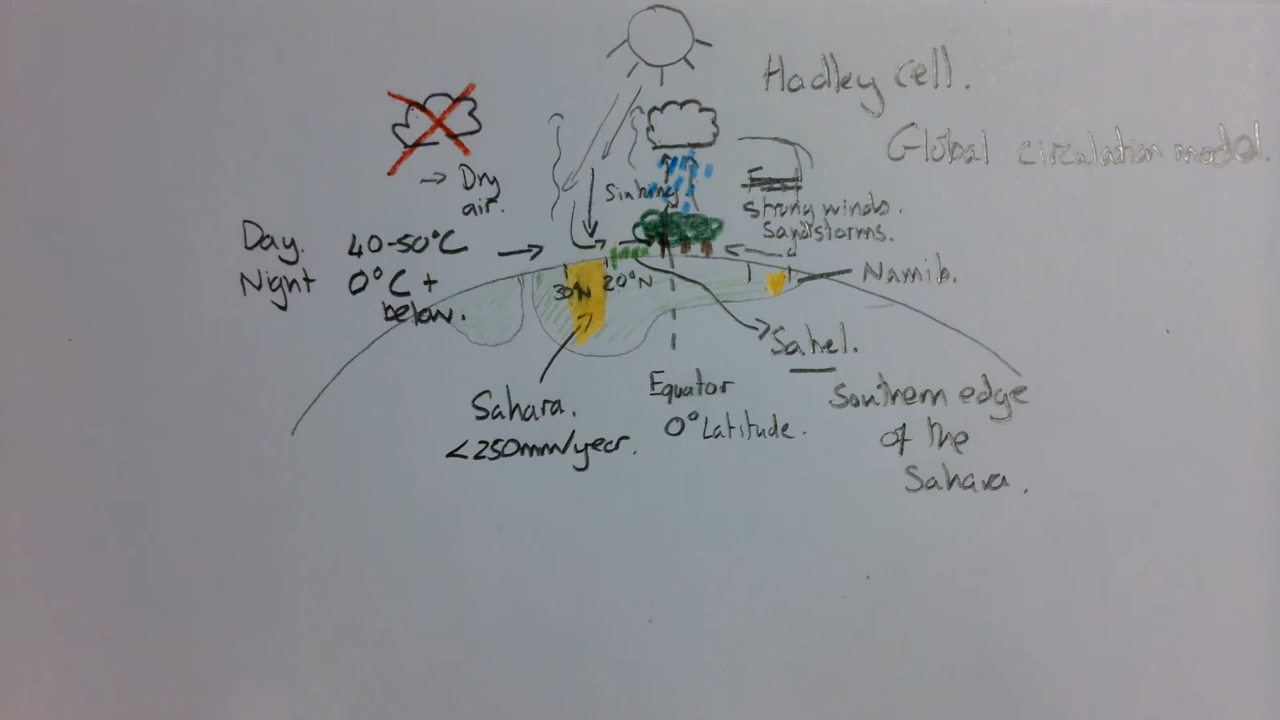 Hadley cell.
Global circulation model.
→ Dry
air.
Sinking
strong winds.
Sandstorms.
Day. 40-50°C
Night 0°C +
below.
30°N
20°N
Namib.
Sahel.
Southern edge
of the
Sahara.
Equator
0° Latitude.
Sahara.
<250mm/year.